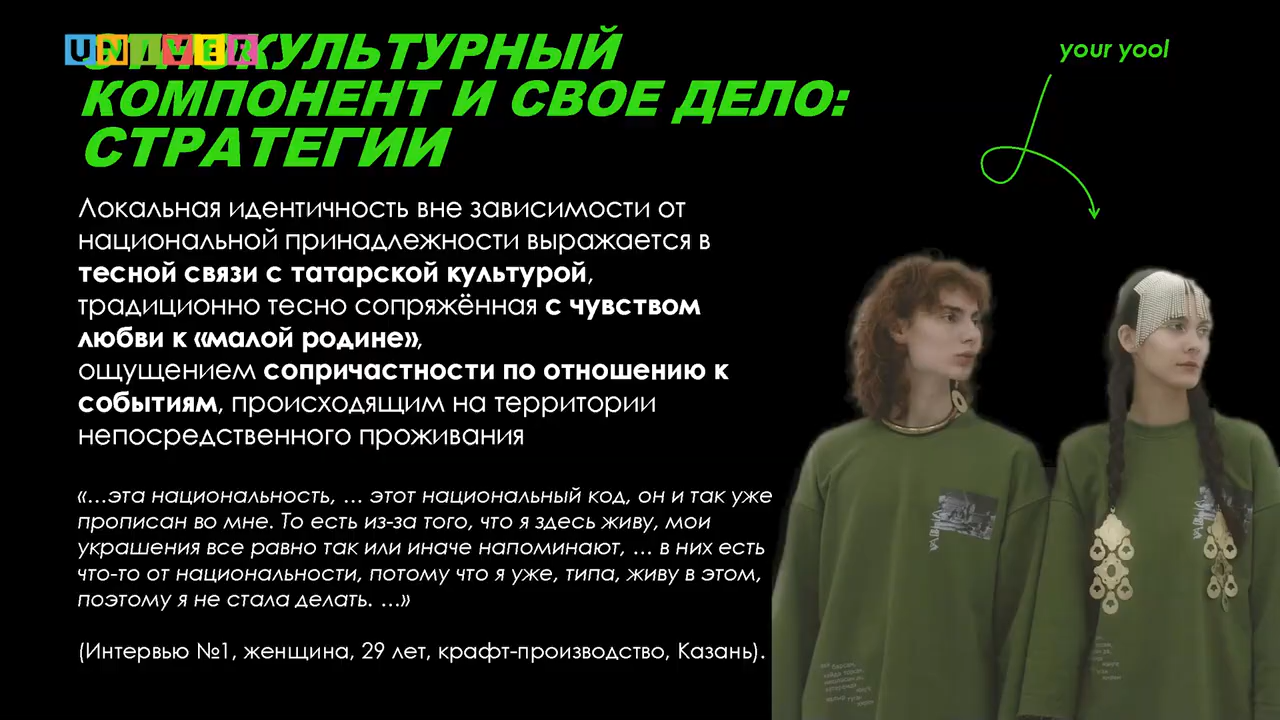 UNIVER
ЭТНОКУЛЬТУРНЫЙ
КОМПОНЕНТ И СВОЕ ДЕЛО:
СТРАТЕГИИ
your yool
Локальная идентичность вне зависимости от
национальной принадлежности выражается в
тесной связи с татарской культурой,
традиционно тесно сопряжённая с чувством
любви к «малой родине»,
ощущением сопричастности по отношению к
событиям, происходящим на территории
непосредственного проживания
«…эта национальность, … этот национальный код, он и так уже
прописан во мне. То есть из-за того, что я здесь живу, мои
украшения все равно так или иначе напоминают, … в них есть
что-то от национальности, потому что я уже, типа, живу в этом,
поэтому я не стала делать. …»
(Интервью №1, женщина, 29 лет, крафт-производство, Казань).